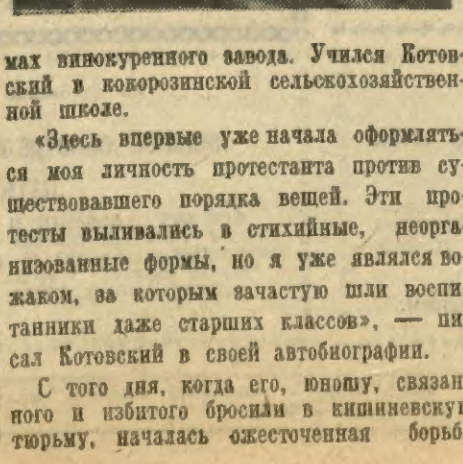 мах винокуренного завода. Учился Котов-
ский в кокорозинской сельскохозяйствен-
ной школе.
«Здесь впервые уже начала оформлять-
ся моя личность протестанта против су-
ществовавшего порядка вещей. Эти про-
тесты выливались в стихийные, неорга-
низованные формы, но я уже являлся во-
жаком, за которым зачастую шли воспи-
танники даже старших классов», — пи-
сал Котовский в своей автобиографии.
С того дня, когда его, юношу, связан-
ного и избитого бросили в кишиневскую
тюрьму, началась ожесточенная борьб